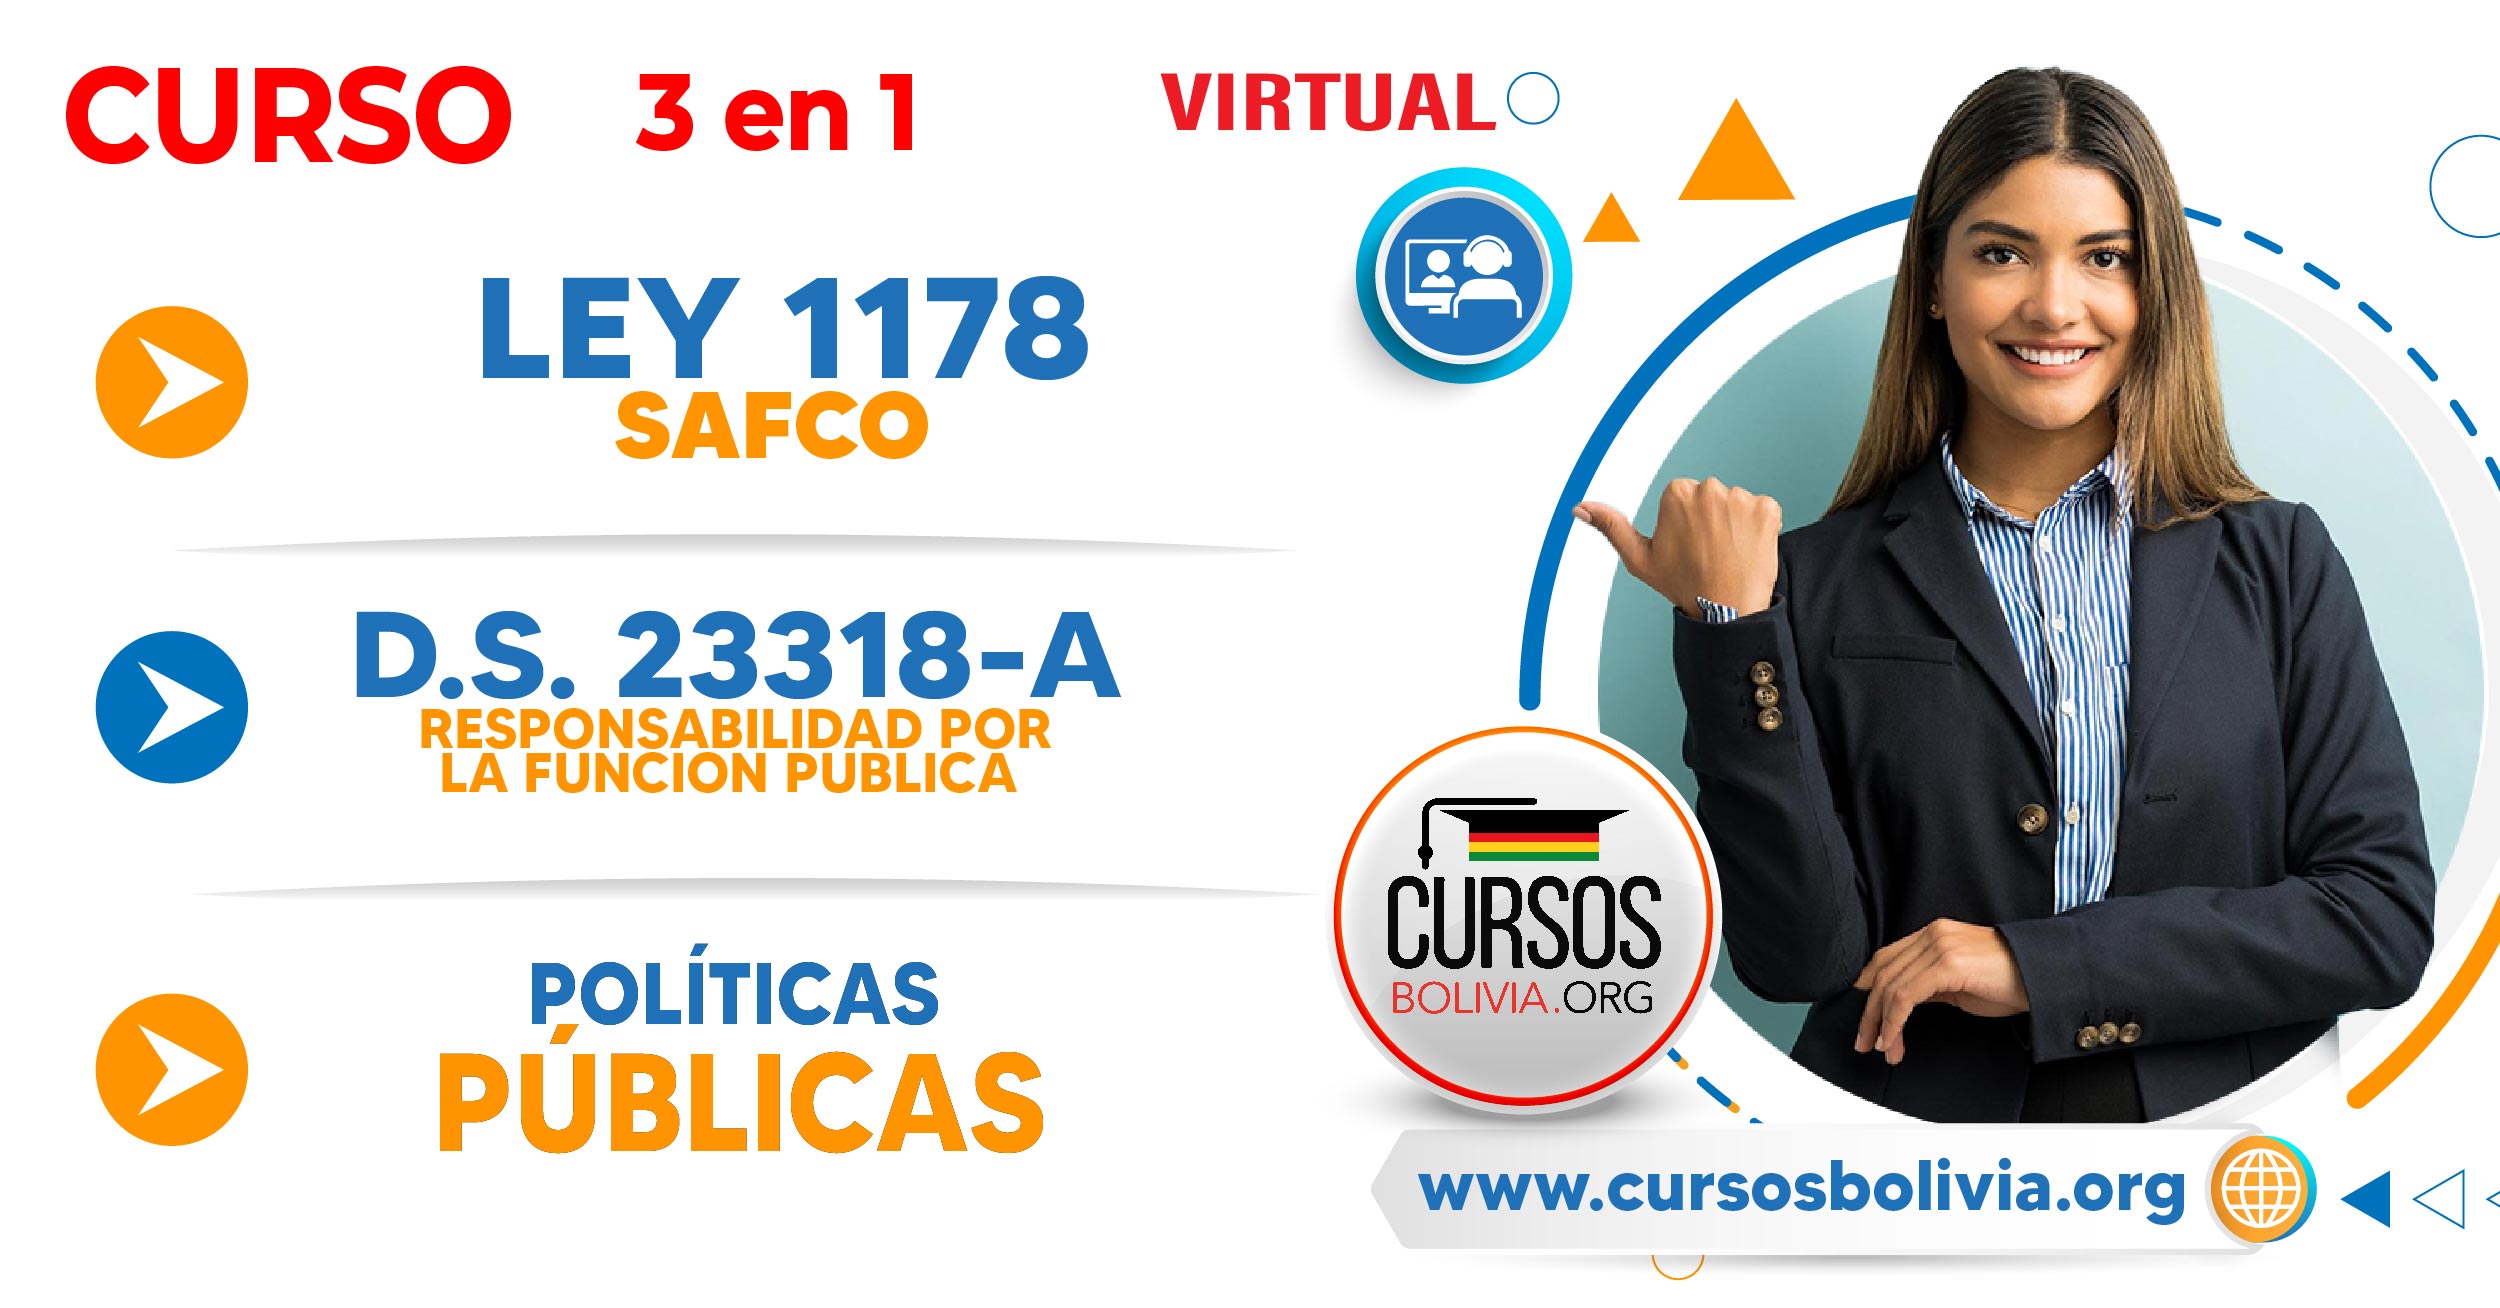 CURSO 3 en 1
VIRTUAL
LEY 1178
SAFCO
D.S. 23318-A
RESPONSABILIDAD POR
LA FUNCION PUBLICA
POLÍTICAS
PÚBLICAS
CURSOS
BOLIVIA.ORG
www.cursosbolivia.org